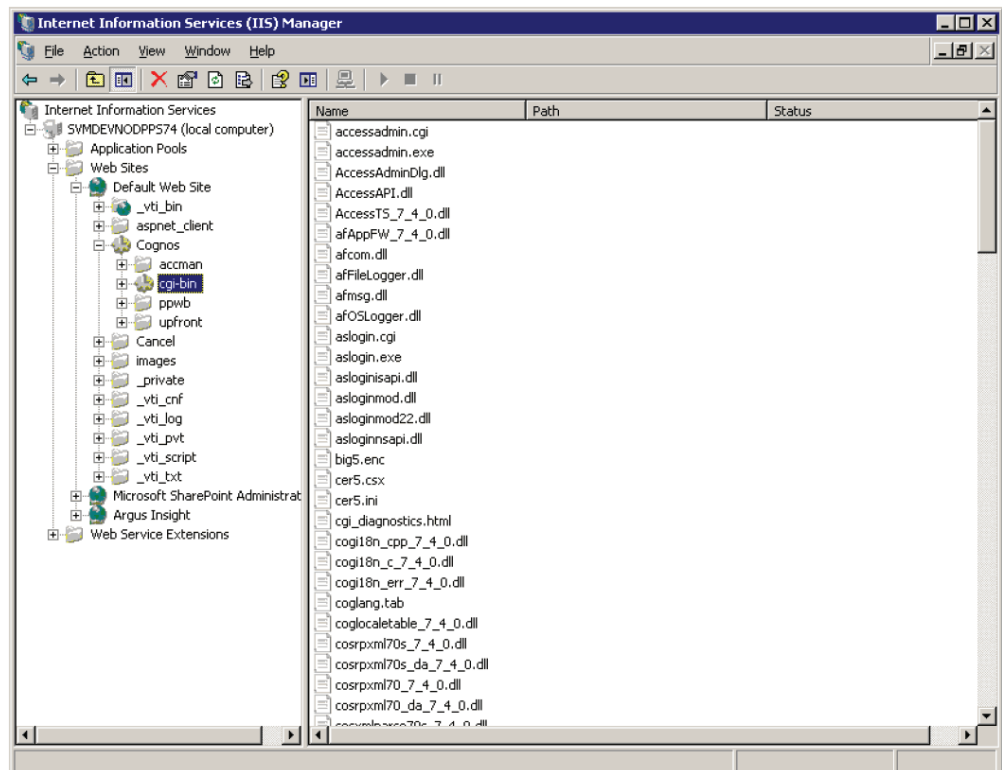 Internet Information Services (IIS) Manager
File Action View Window Help
Internet Information Services
SVMDEVNODPPS74 (local computer)
Application Pools
Web Sites
Default Web Site
_vti_bin
aspnet_client
Cognos
accman
cgi-bin
ppwb
upfront
Cancel
images
_private
_vti_cnf
_vti_log
_vti_pvt
_vti_script
_vti_txt
Microsoft SharePoint Administrat
Argus Insight
Web Service Extensions
Name Path Status
accessadmin.cgi
accessadmin.exe
AccessAdminDlg.dll
AccessAPI.dll
AccessTS_7_4_0.dll
afAppFW_7_4_0.dll
afcom.dll
afFileLogger.dll
afmsg.dll
afOSLogger.dll
aslogin.cgi
aslogin.exe
asloginisapi.dll
asloginmod.dll
asloginmod22.dll
asloginnsapi.dll
big5.enc
cer5.csx
cer5.ini
cgi_diagnostics.html
cogi18n_cpp_7_4_0.dll
cogi18n_c_7_4_0.dll
cogi18n_err_7_4_0.dll
coglang.tab
coglocaletable_7_4_0.dll
cosrpxml70s_7_4_0.dll
cosrpxml70s_da_7_4_0.dll
cosrpxml70_7_4_0.dll
cosrpxml70_da_7_4_0.dll